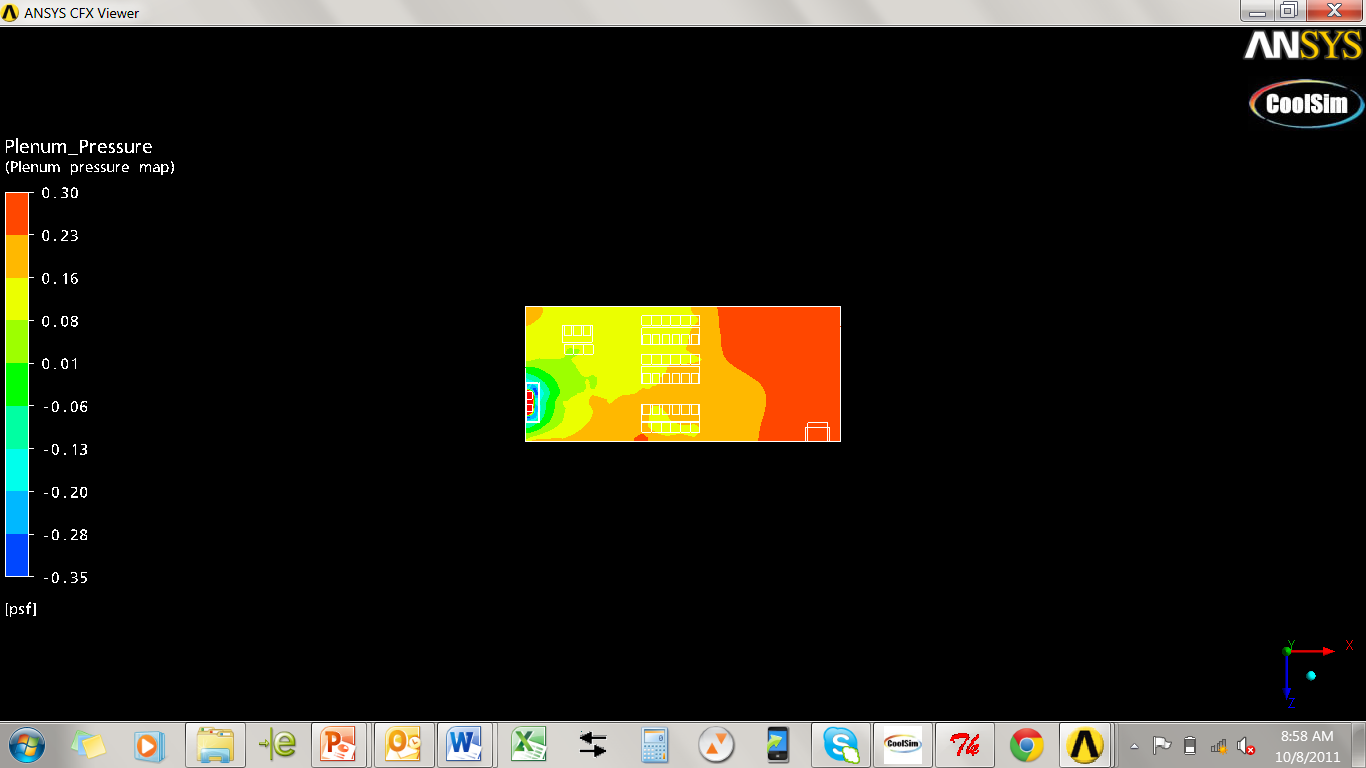 ANSYS CFX Viewer
ANSYS
CoolSim
Plenum_Pressure
(Plenum pressure map)
0.30
0.23
0.16
0.08
0.01
-0.06
-0.13
-0.20
-0.28
-0.35
[psf]
Y
X
Z
e
P
O
W
X
S
CoolSim
Th
8:58 AM
10/8/2011